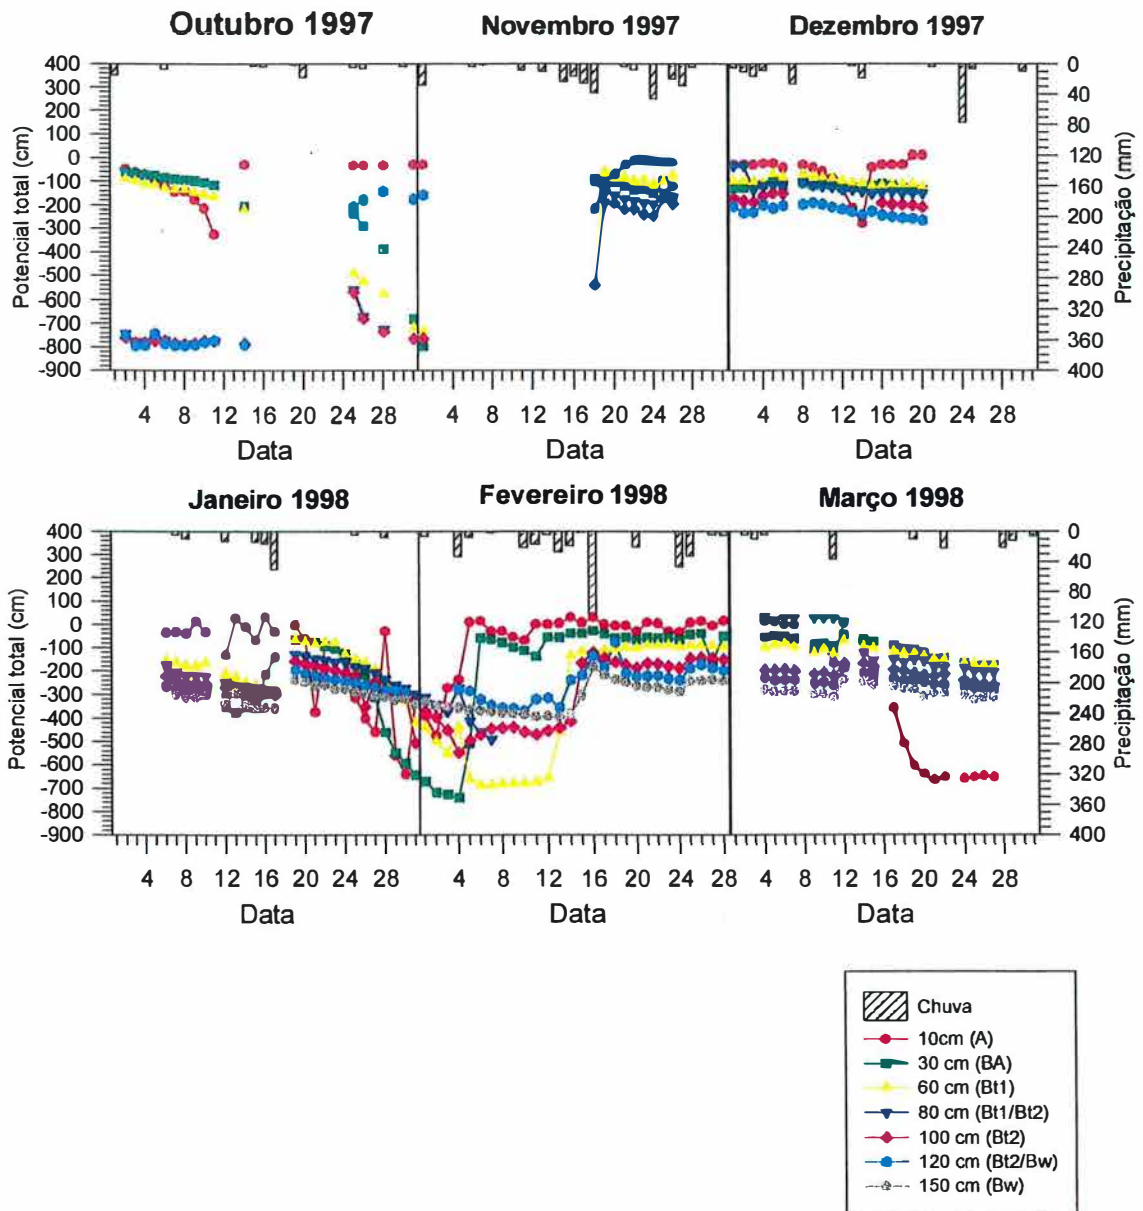 Outubro 1997 Novembro 1997 Dezembro 1997
400
300
200
100
0
-100
-200
-300
-400
-500
-600
-700
-800
-900
Potencial total (cm)
0
40
80
120
160
200
240
280
320
360
400
Precipitação (mm)
4 8 12 16 20 24 28 4 8 12 16 20 24 28 4 8 12 16 20 24 28
Data Data Data
Janeiro 1998 Fevereiro 1998 Março 1998
400
300
200
100
0
-100
-200
-300
-400
-500
-600
-700
-800
-900
Potencial total (cm)
0
40
80
120
160
200
240
280
320
360
400
Precipitação (mm)
4 8 12 16 20 24 28 4 8 12 16 20 24 28 4 8 12 16 20 24 28
Data Data Data
Chuva
10cm (A)
30 cm (BA)
60 cm (Bt1)
80 cm (Bt1/Bt2)
100 cm (Bt2)
120 cm (Bt2/Bw)
150 cm (Bw)